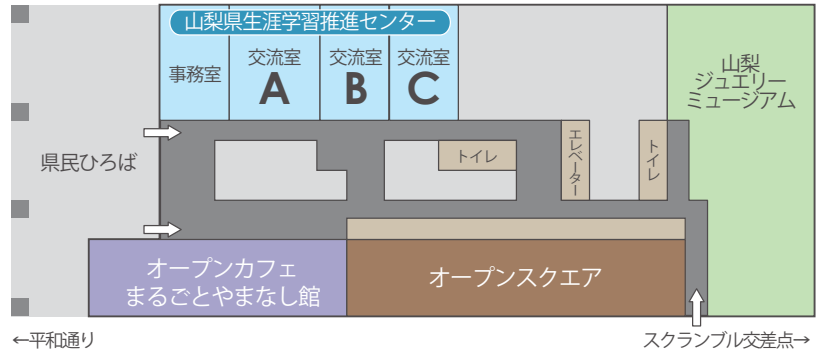 山梨県生涯学習推進センター
事務室
交流室
A
交流室
B
交流室
C
山梨
ジュエリー
ミュージアム
県民ひろば
トイレ
エレベーター
トイレ
オープンカフェ
まるごとやまなし館
オープンスクエア
←平和通り
スクランブル交差点→